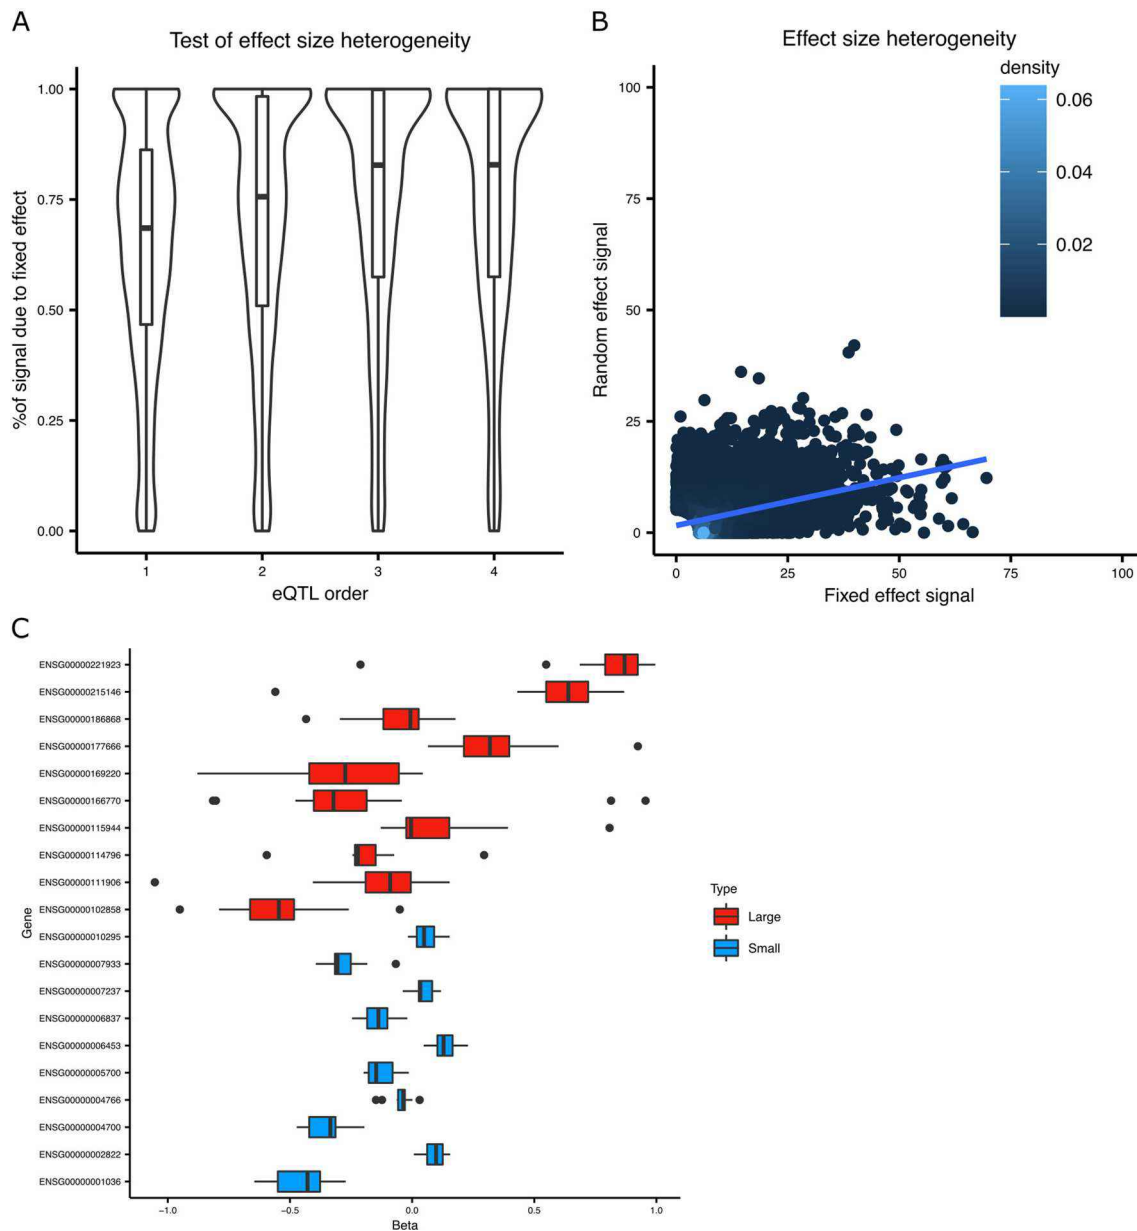 A
Test of effect size heterogeneity
%of signal due to fixed effect
1.00
0.75
0.50
0.25
0.00
1 2 3 4
eQTL order
B
Effect size heterogeneity
density
0.06
0.04
0.02
Random effect signal
100
75
50
25
0
0 25 50 75 100
Fixed effect signal
C
Gene
ENSG00000221923
ENSG00000215146
ENSG00000186868
ENSG00000177666
ENSG00000169220
ENSG00000166770
ENSG00000115944
ENSG00000114796
ENSG00000111906
ENSG00000102858
ENSG00000010295
ENSG00000007933
ENSG00000007237
ENSG00000006837
ENSG00000006453
ENSG00000005700
ENSG00000004766
ENSG00000004700
ENSG00000002822
ENSG00000001036
−1.0 −0.5 0.0 0.5 1.0
Beta
Type
Large
Small